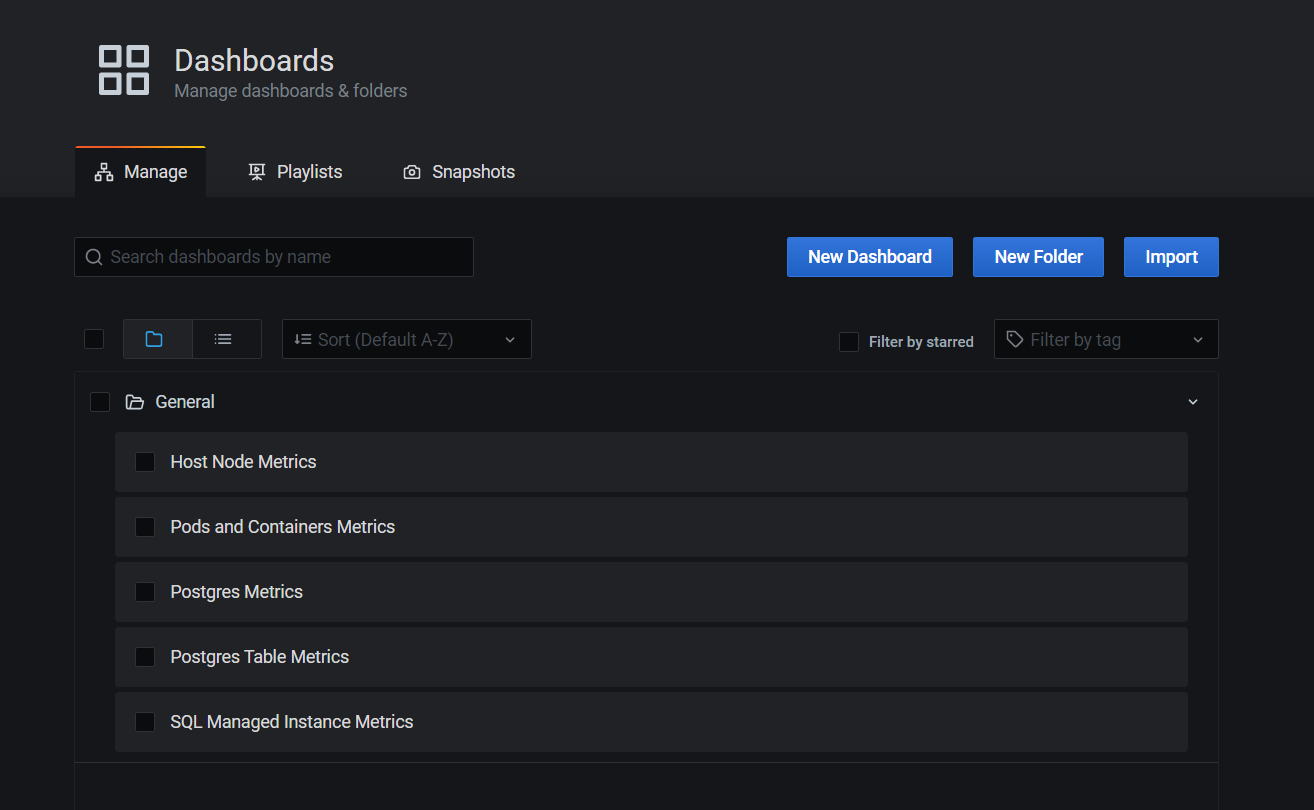 Dashboards
Manage dashboards & folders
Manage
Playlists
Snapshots
Search dashboards by name
New Dashboard
New Folder
Import
Sort (Default A-Z)
Filter by starred
Filter by tag
General
Host Node Metrics
Pods and Containers Metrics
Postgres Metrics
Postgres Table Metrics
SQL Managed Instance Metrics